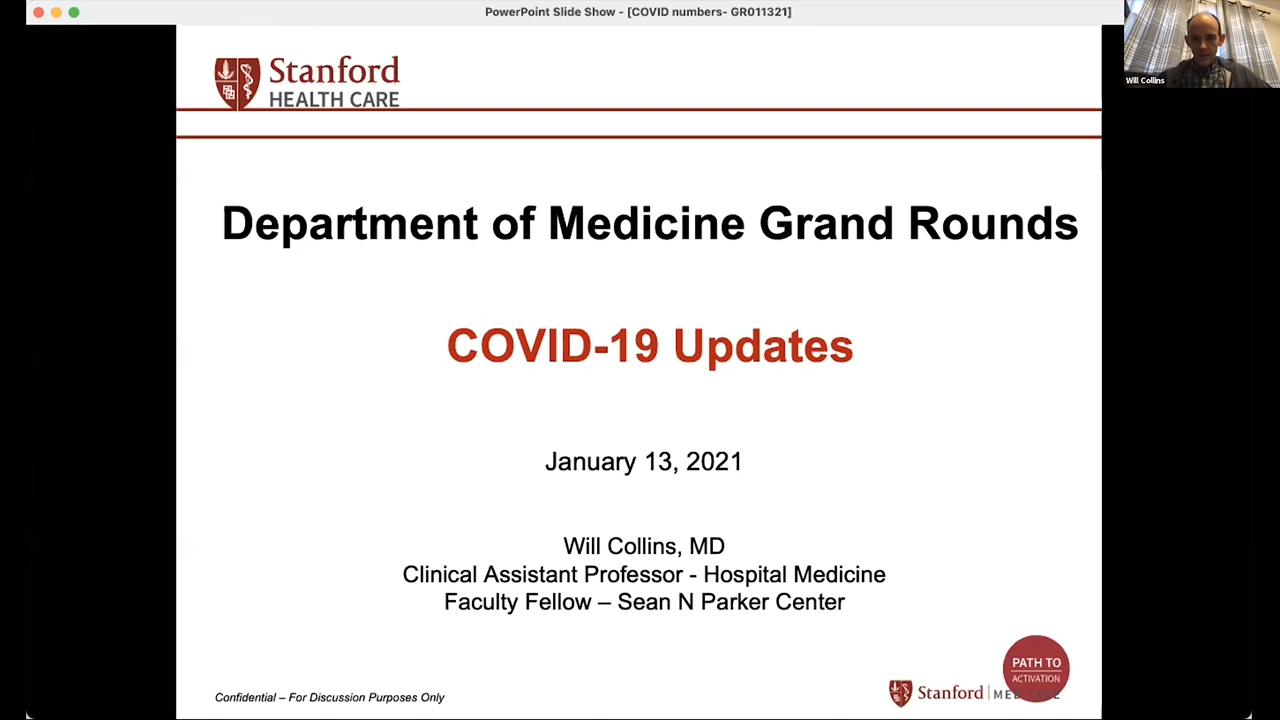 PowerPoint Slide Show - [COVID numbers- GR011321]
Will Collins
Stanford
HEALTH CARE
Department of Medicine Grand Rounds
COVID-19 Updates
January 13, 2021
Will Collins, MD
Clinical Assistant Professor - Hospital Medicine
Faculty Fellow – Sean N Parker Center
PATH TO
ACTIVATION
Confidential – For Discussion Purposes Only
Stanford